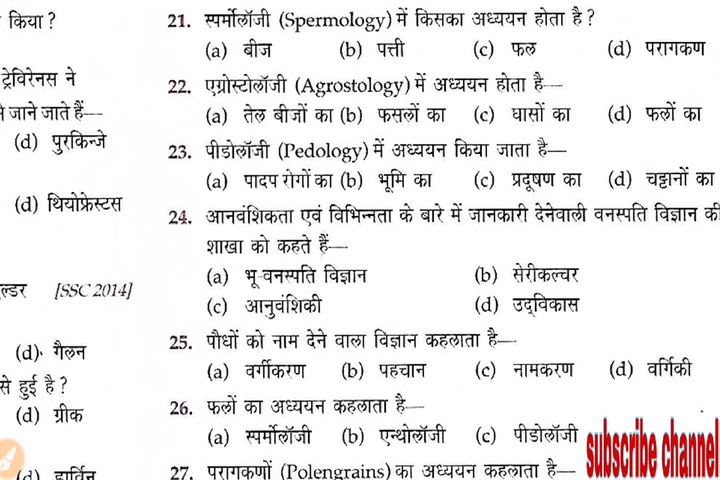 किया ?
ट्रेविरेनस ने
जाने जाते हैं—
(d) पुरकिन्जे
(d) थियोफ्रेस्टस
[SSC 2014]
(d) गैलन
से हुई है ?
(d) ग्रीक
(d) डार्विन
21. स्पर्मोलॉजी (Spermology) में किसका अध्ययन होता है ?
(a) बीज (b) पत्ती (c) फल (d) परागकण
22. एग्रोस्टोलॉजी (Agrostology) में अध्ययन होता है—
(a) तेल बीजों का (b) फसलों का (c) घासों का (d) फलों का
23. पीडोलॉजी (Pedology) में अध्ययन किया जाता है—
(a) पादप रोगों का (b) भूमि का (c) प्रदूषण का (d) चट्टानों का
24. आनवंशिकता एवं विभिन्नता के बारे में जानकारी देनेवाली वनस्पति विज्ञान की
शाखा को कहते हैं—
(a) भू-वनस्पति विज्ञान (b) सेरीकल्चर
(c) आनुवंशिकी (d) उद्विकास
25. पौधों को नाम देने वाला विज्ञान कहलाता है—
(a) वर्गीकरण (b) पहचान (c) नामकरण (d) वर्गिकी
26. फलों का अध्ययन कहलाता है—
(a) स्पर्मोलॉजी (b) एन्थोलॉजी (c) पीडोलॉजी
27. परागकणों (Polengrains) का अध्ययन कहलाता है—
subscribe channel